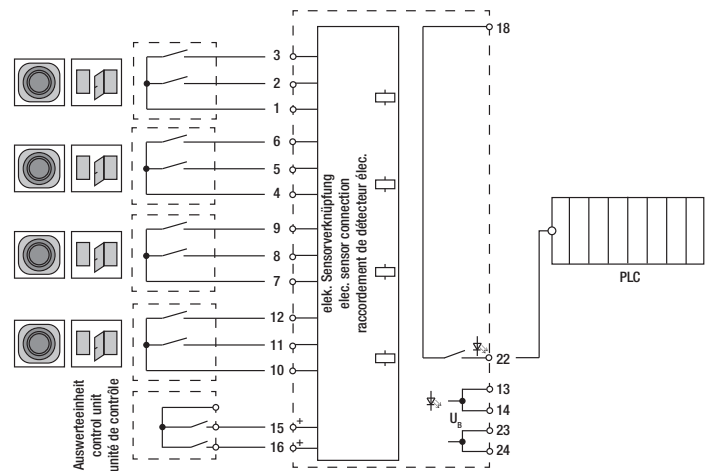 18
3
2
1
6
5
4
9
8
7
12
11
10
15 +
16 +
elek. Sensorverknüpfung
elec. sensor connection
raccordement de détecteur élec.
PLC
22
13
14
U_B
23
24
Auswerteeinheit
control unit
unité de contrôle